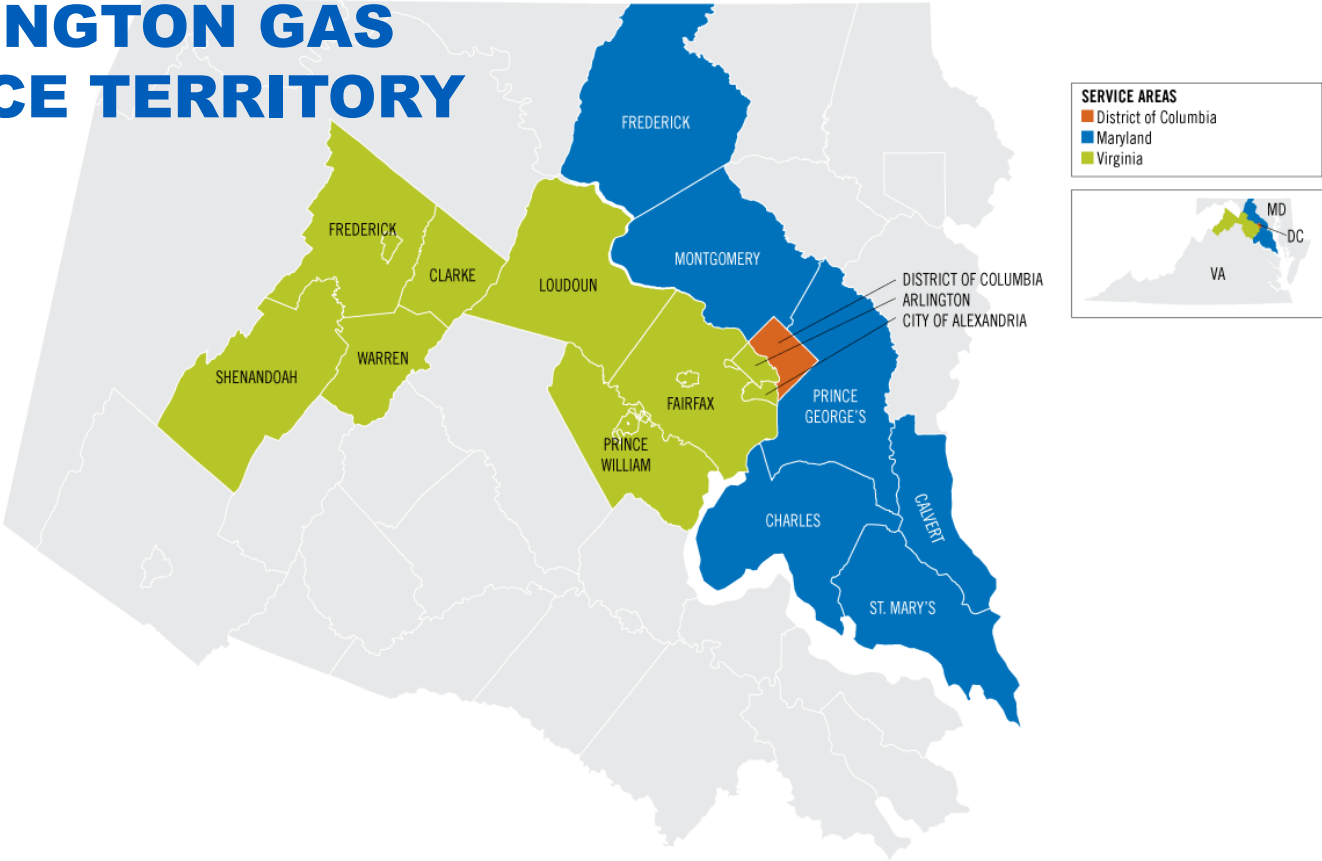 NGTON GAS
CE TERRITORY
SERVICE AREAS
District of Columbia
Maryland
Virginia
MD
DC
VA
FREDERICK
FREDERICK
CLARKE
LOUDOUN
MONTGOMERY
DISTRICT OF COLUMBIA
ARLINGTON
CITY OF ALEXANDRIA
SHENANDOAH
WARREN
FAIRFAX
PRINCE
GEORGE'S
PRINCE
WILLIAM
CHARLES
CALVERT
ST. MARY'S